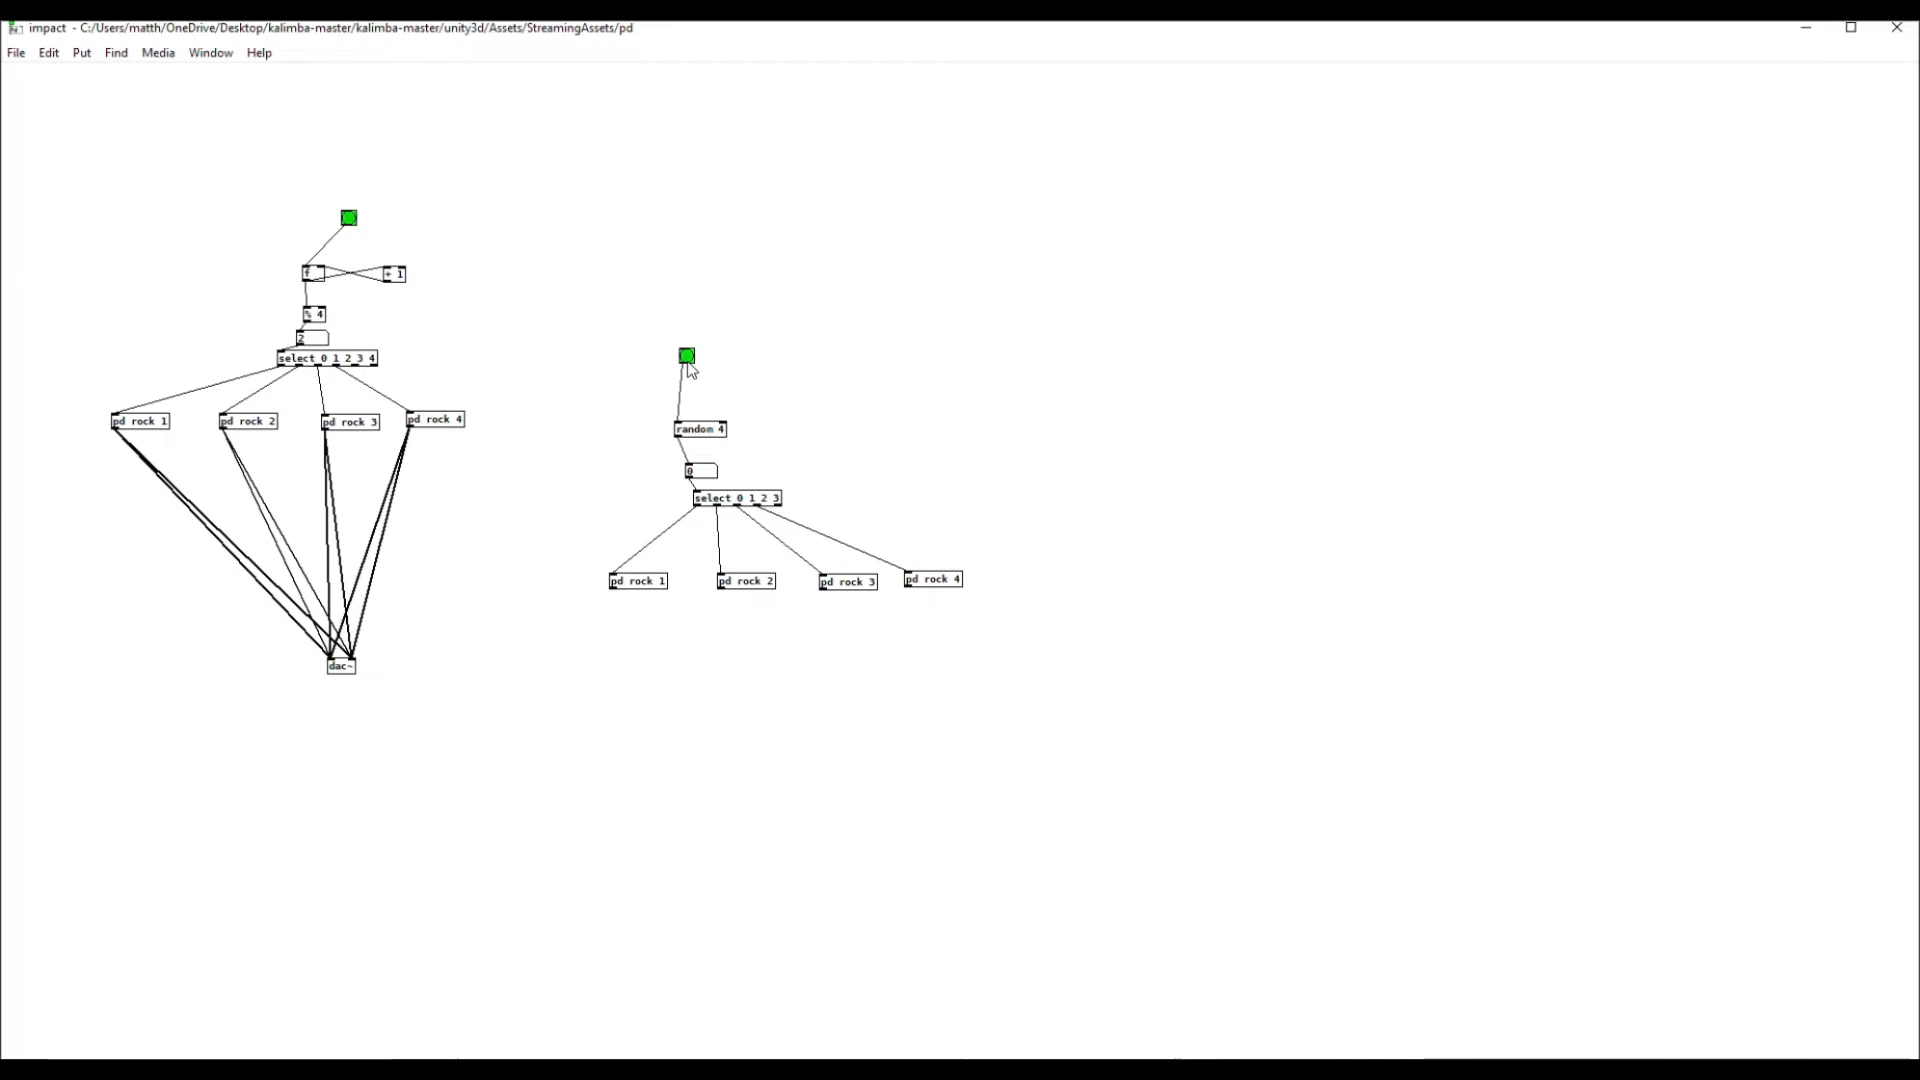 impact - C:/Users/matth/OneDrive/Desktop/kalimba-master/kalimba-master/unity3d/Assets/StreamingAssets/pd
File Edit Put Find Media Window Help
f
+ 1
% 4
2
select 0 1 2 3 4
pd rock 1
pd rock 2
pd rock 3
pd rock 4
dac~
random 4
0
select 0 1 2 3
pd rock 1
pd rock 2
pd rock 3
pd rock 4